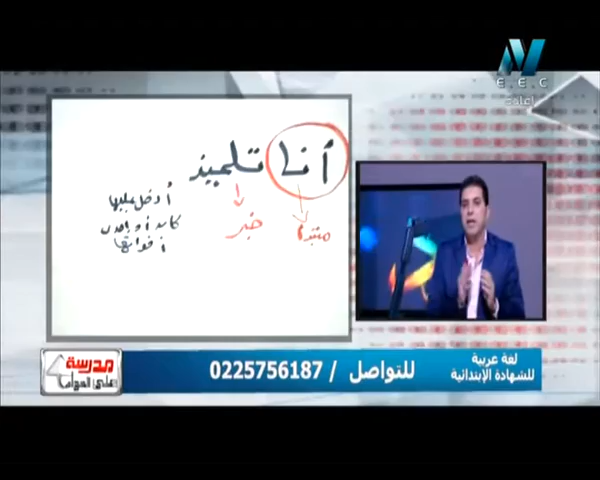 E.E.C
إعادة
أنا تلميذ
مبتدأ
خبر
أدخل عليها
كان أو إحدى
أخواتها
لغة عربية
للشهادة الإبتدائية
للتواصل / 0225756187
مدرسة
على الهواء